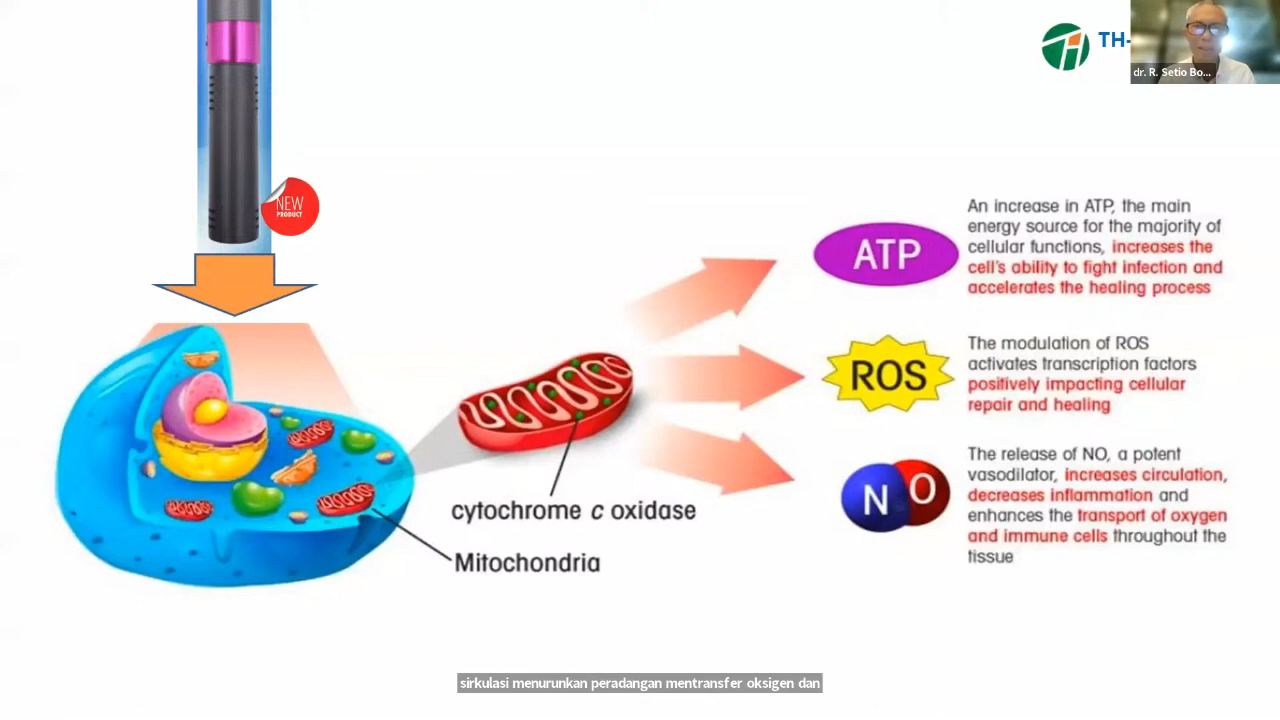 TH-
dr. R. Setio Bo...
NEW
PRODUCT
ATP
An increase in ATP, the main
energy source for the majority of
cellular functions, increases the
cell's ability to fight infection and
accelerates the healing process
ROS
The modulation of ROS
activates transcription factors
positively impacting cellular
repair and healing
NO
The release of NO, a potent
vasodilator, increases circulation,
decreases inflammation and
enhances the transport of oxygen
and immune cells throughout the
tissue
cytochrome c oxidase
Mitochondria
sirkulasi menurunkan peradangan mentransfer oksigen dan